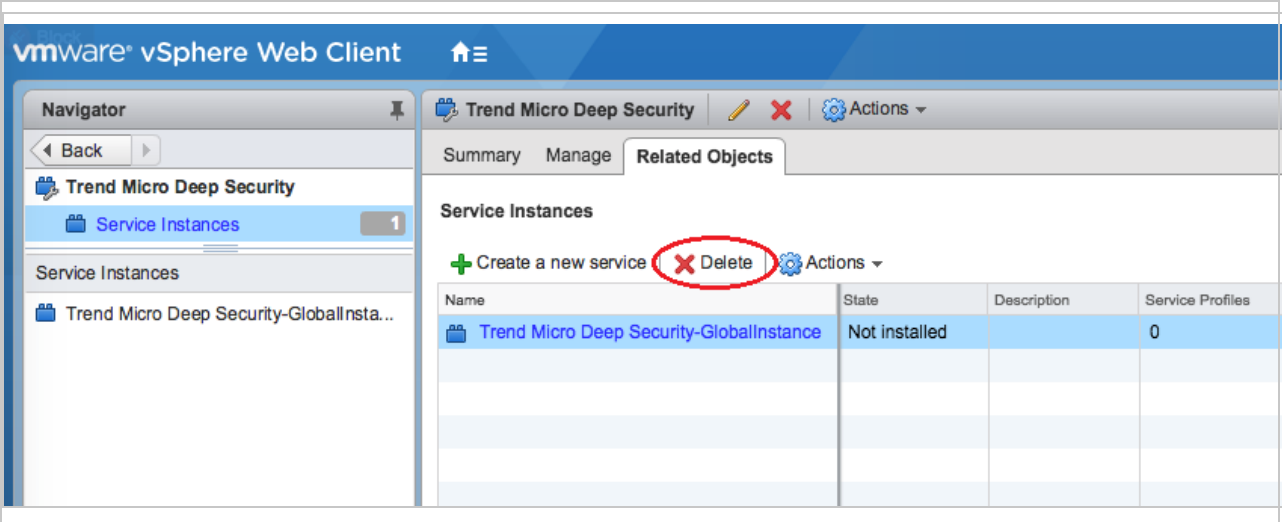 Block
vmware® vSphere Web Client
Navigator
Back
Trend Micro Deep Security
Service Instances 1
Service Instances
Trend Micro Deep Security-GlobalInsta...
Trend Micro Deep Security Actions
Summary Manage Related Objects
Service Instances
Create a new service Delete Actions
Name State Description Service Profiles
Trend Micro Deep Security-GlobalInstance Not installed 0